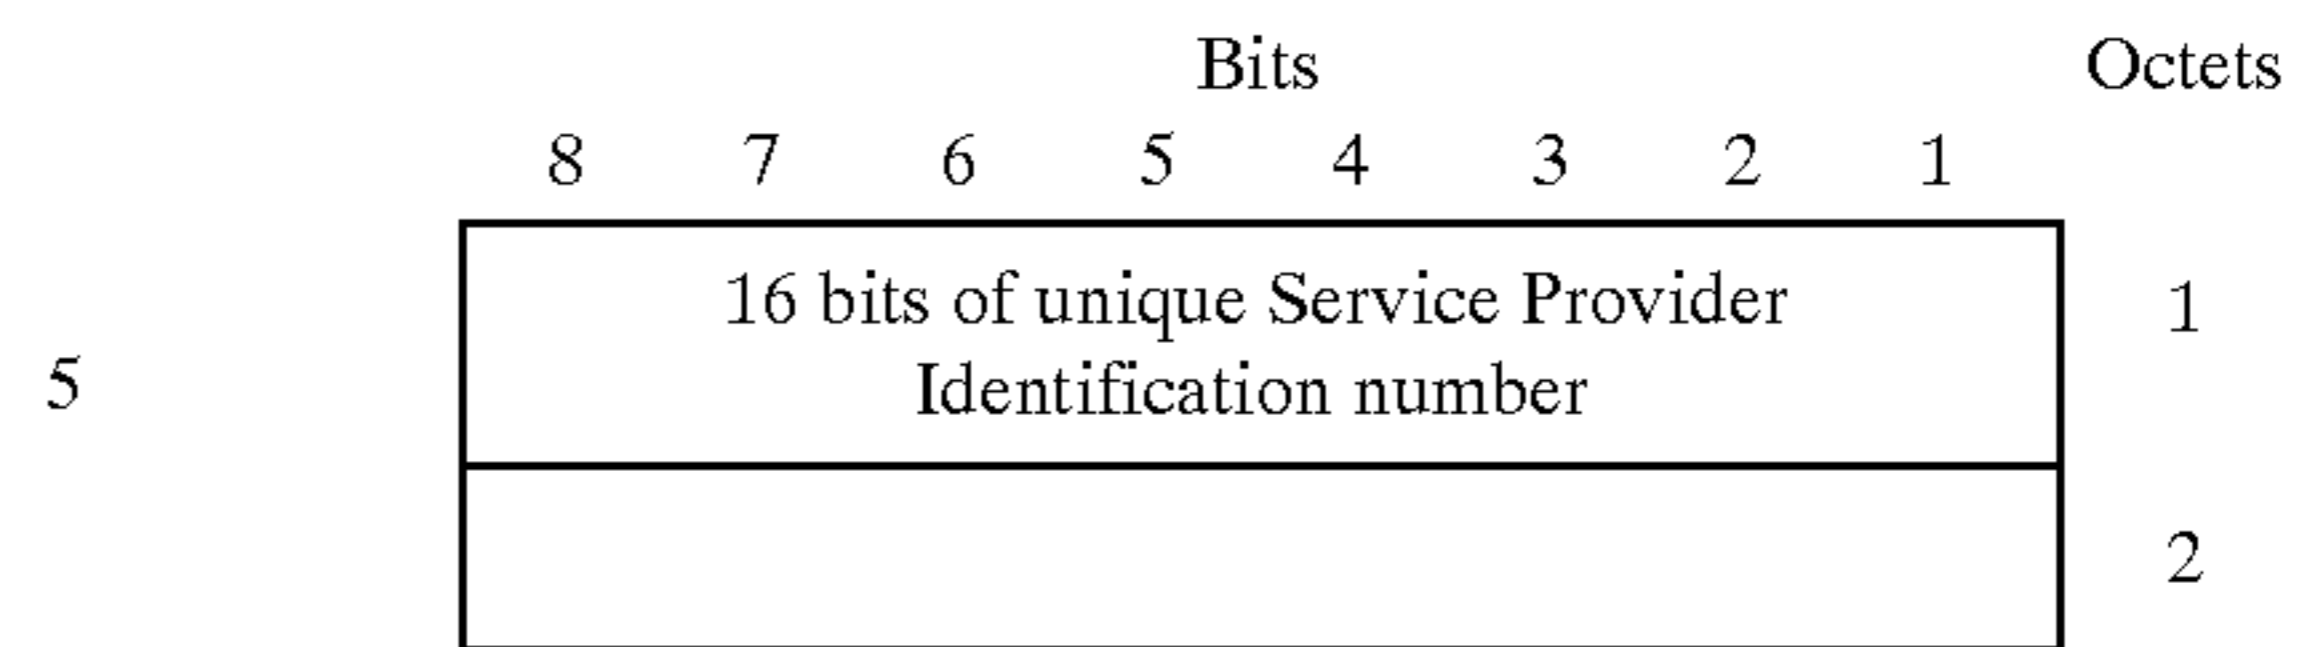 Bits Octets
8 7 6 5 4 3 2 1
16 bits of unique Service Provider 1
5 Identification number
2